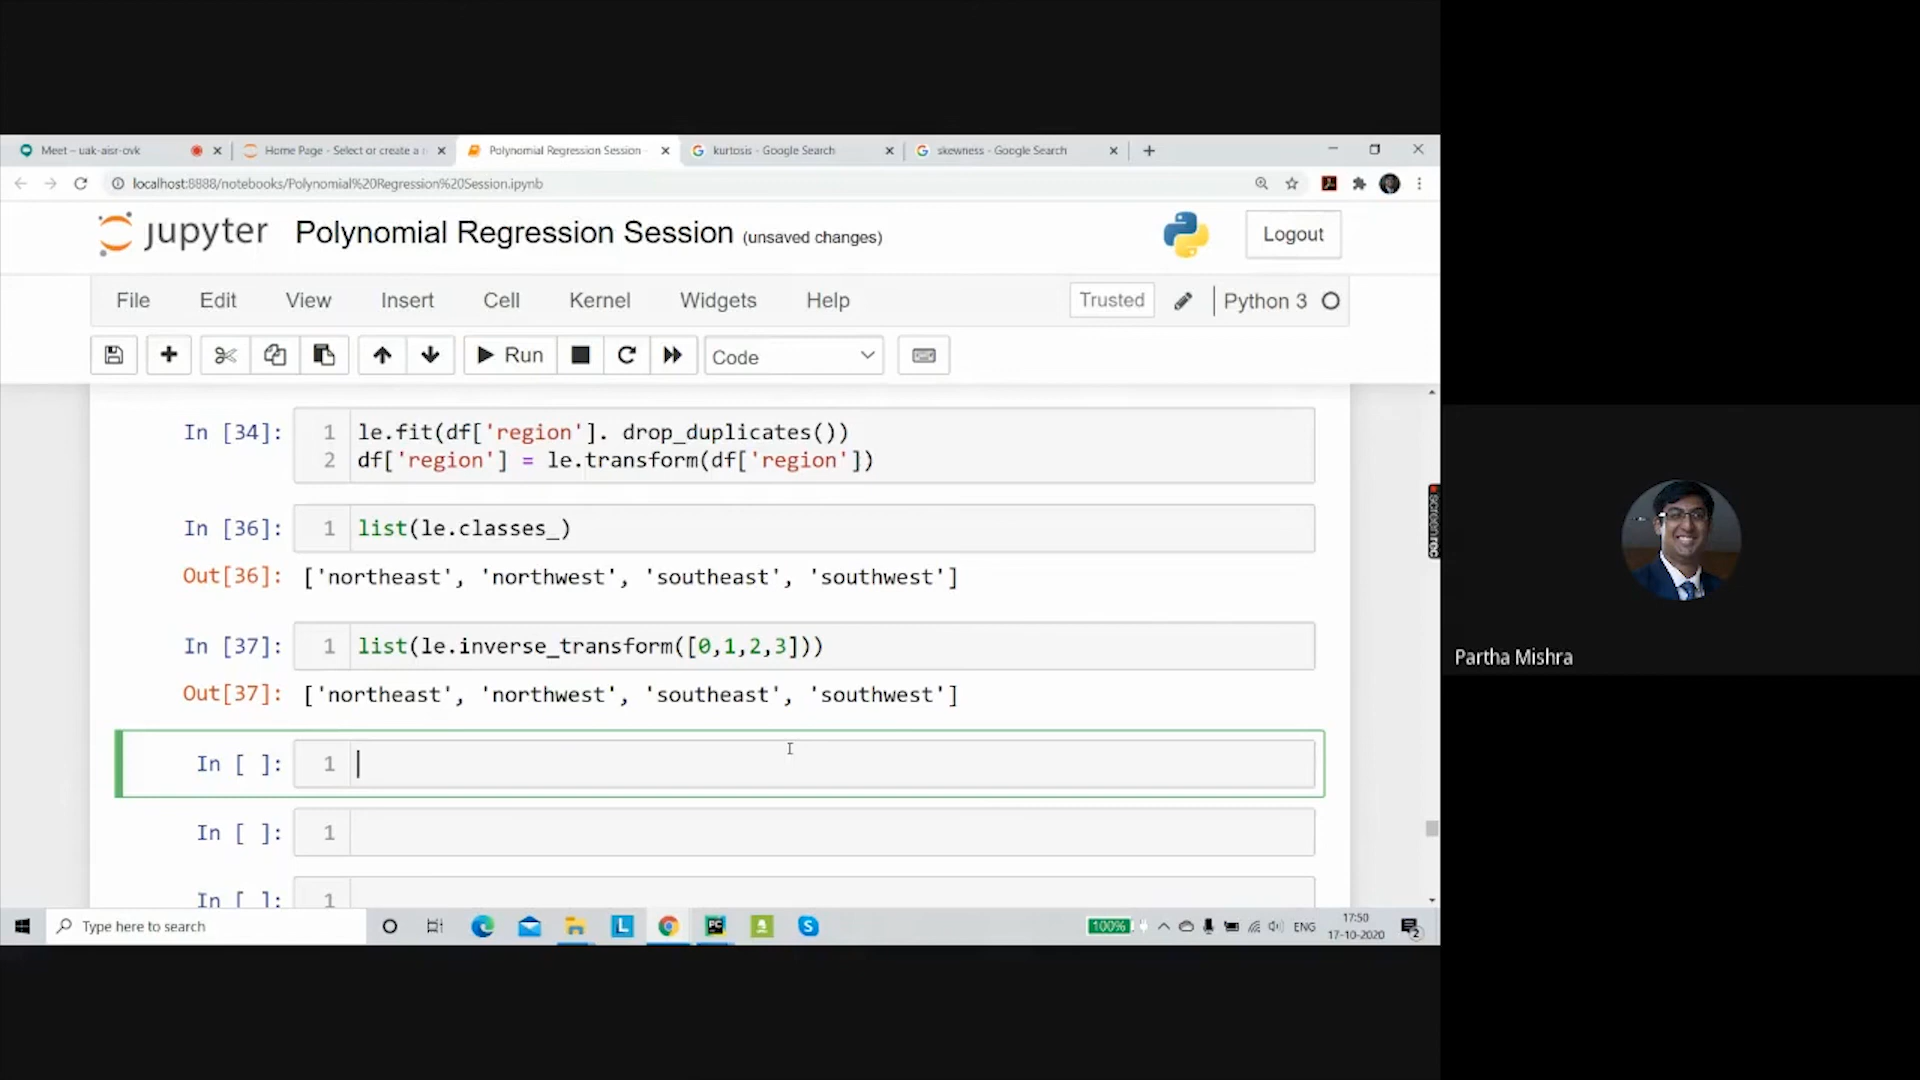 Meet – uak-aisr-ovk
Home Page - Select or create a
Polynomial Regression Session
kurtosis - Google Search
skewness - Google Search
localhost:8888/notebooks/Polynomial%20Regression%20Session.ipynb
jupyter Polynomial Regression Session (unsaved changes)
Logout
File Edit View Insert Cell Kernel Widgets Help
Trusted
Python 3
Run
Code
In [34]:
1 le.fit(df['region']. drop_duplicates())
2 df['region'] = le.transform(df['region'])
In [36]: 1 list(le.classes_)
Out[36]: ['northeast', 'northwest', 'southeast', 'southwest']
In [37]: 1 list(le.inverse_transform([0,1,2,3]))
Out[37]: ['northeast', 'northwest', 'southeast', 'southwest']
In [ ]: 1
In [ ]: 1
In [ ]: 1
screenrec
Partha Mishra
Type here to search
L
PC
S
100%
ENG
17:50
17-10-2020
2